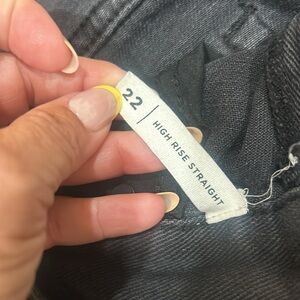 22 | HIGH RISE STRAIGHT